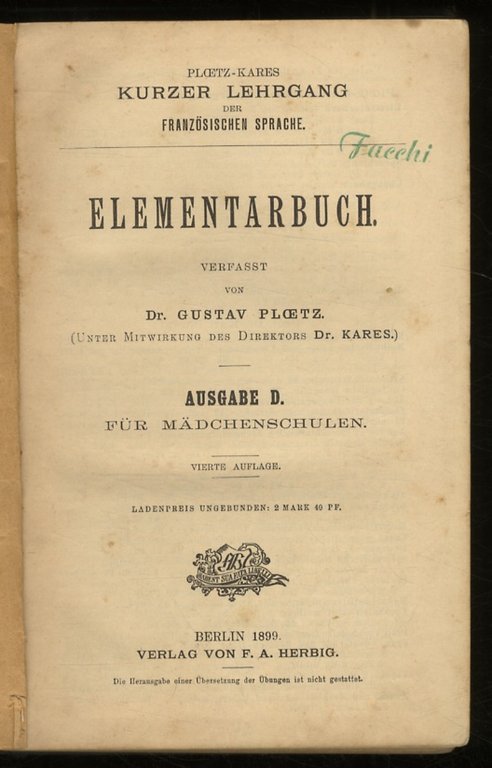 PLŒTZ-KARES
KURZER LEHRGANG
DER
FRANZÖSISCHEN SPRACHE.
Facchi
ELEMENTARBUCH.
VERFASST
VON
Dr. GUSTAV PLŒTZ.
(UNTER MITWIRKUNG DES DIREKTORS Dr. KARES.)
AUSGABE D.
FÜR MÄDCHENSCHULEN.
VIERTE AUFLAGE.
LADENPREIS UNGEBUNDEN: 2 MARK 40 PF.
BERLIN 1899.
VERLAG VON F. A. HERBIG.
Die Herausgabe einer Übersetzung der Übungen ist nicht gestattet.